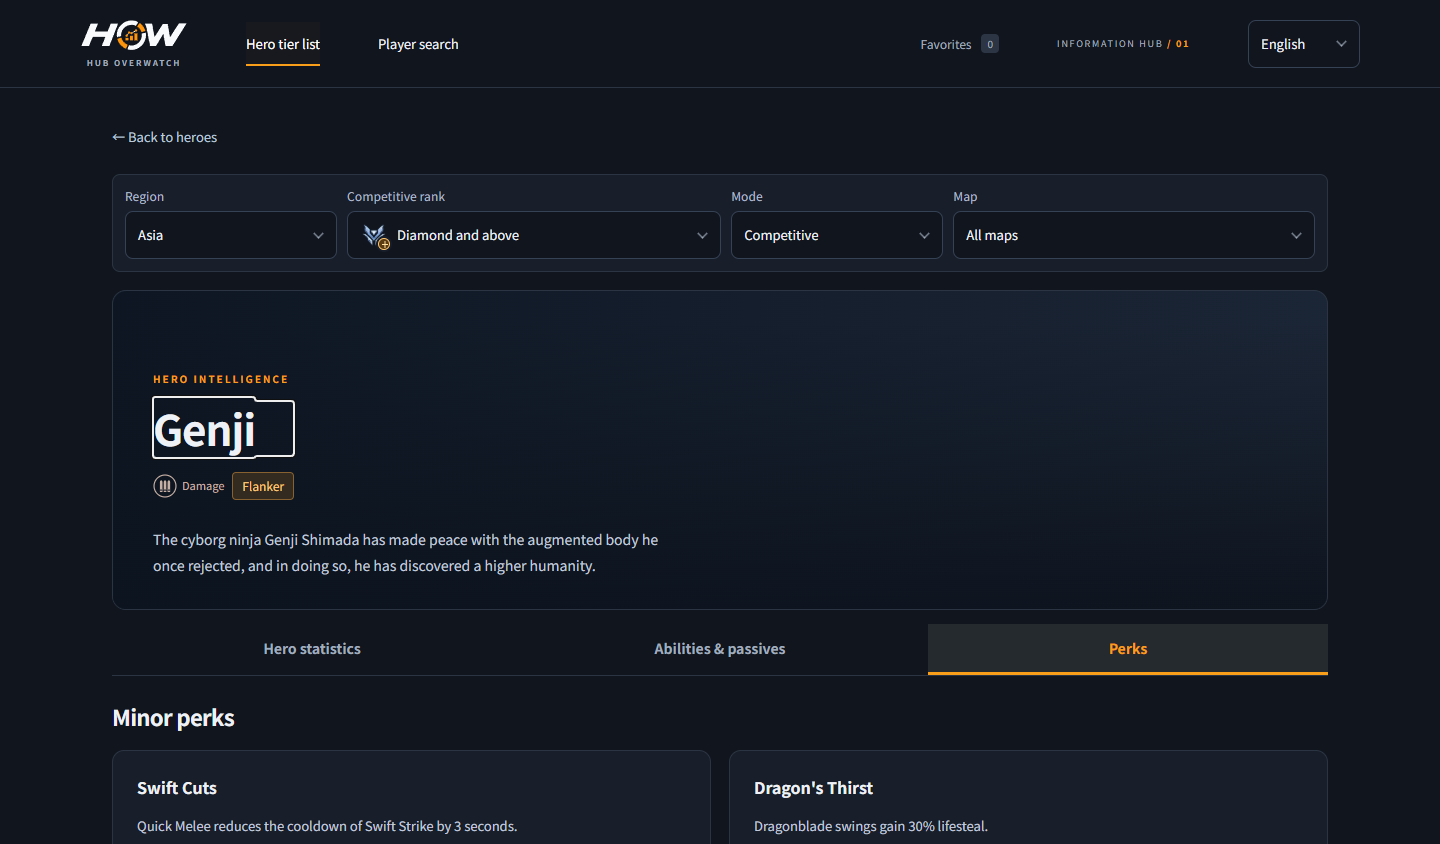 HOW
HUB OVERWATCH
Hero tier list
Player search
Favorites 0
INFORMATION HUB / 01
English
← Back to heroes
Region
Competitive rank
Mode
Map
Asia
Diamond and above
Competitive
All maps
HERO INTELLIGENCE
Genji
Damage
Flanker
The cyborg ninja Genji Shimada has made peace with the augmented body he
once rejected, and in doing so, he has discovered a higher humanity.
Hero statistics
Abilities & passives
Perks
Minor perks
Swift Cuts
Quick Melee reduces the cooldown of Swift Strike by 3 seconds.
Dragon's Thirst
Dragonblade swings gain 30% lifesteal.